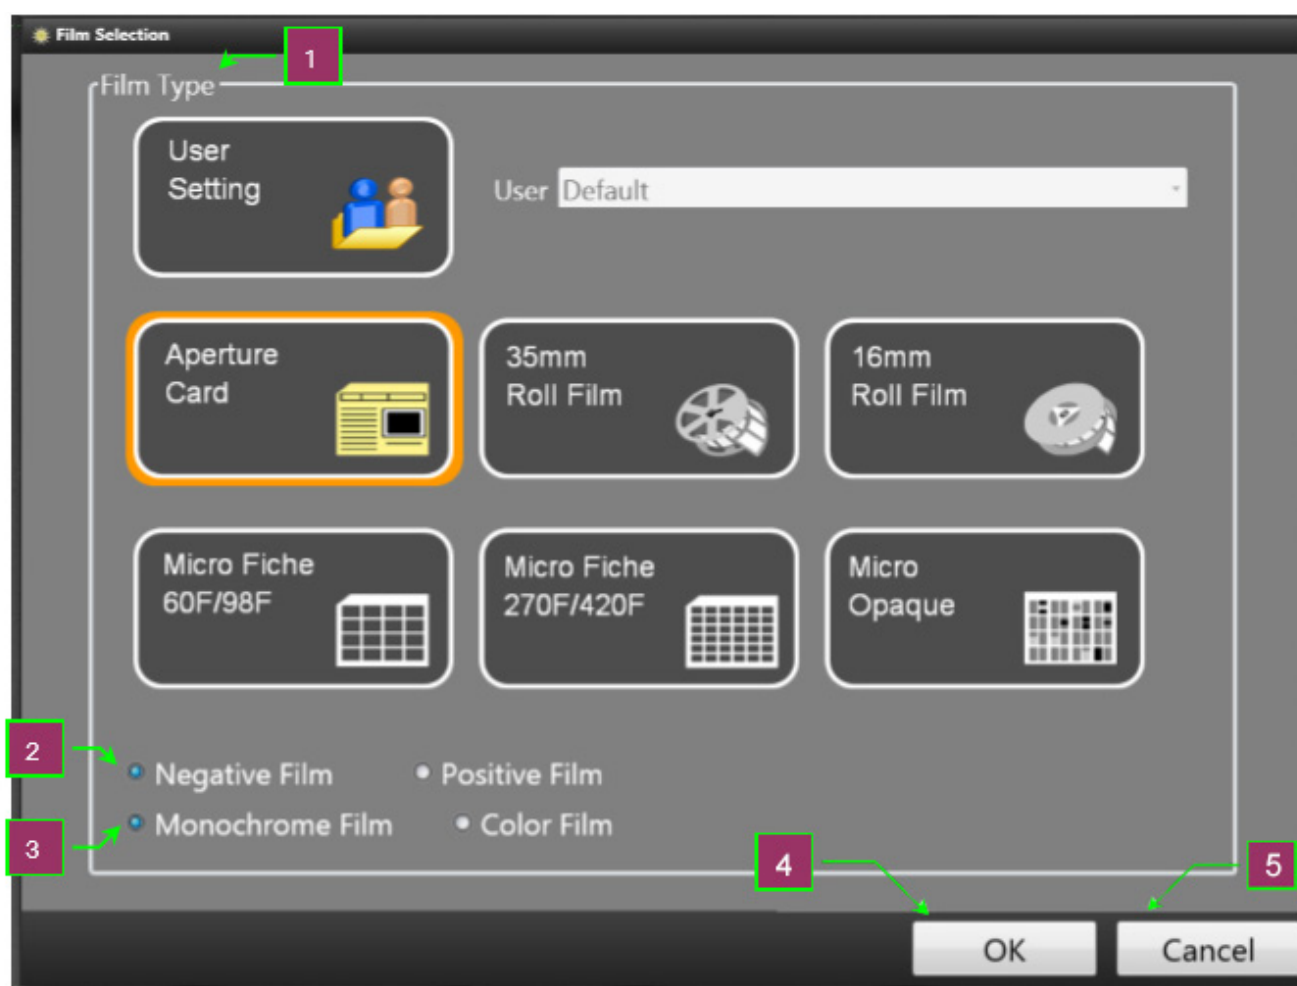 Film Selection
1
Film Type
User
Setting
User Default
Aperture
Card
35mm
Roll Film
16mm
Roll Film
Micro Fiche
60F/98F
Micro Fiche
270F/420F
Micro
Opaque
2
Negative Film Positive Film
Monochrome Film Color Film
3
4
5
OK Cancel